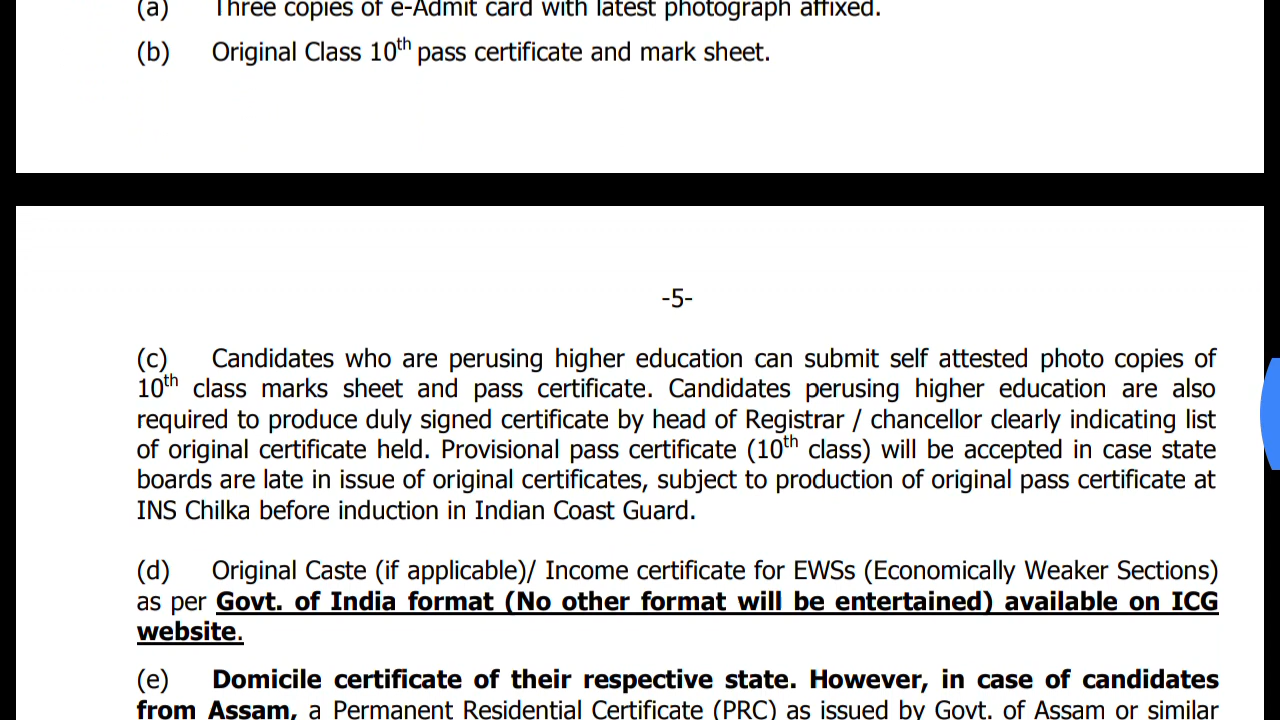 (a) Three copies of e-Admit card with latest photograph affixed.
(b) Original Class 10th pass certificate and mark sheet.
-5-
(c) Candidates who are perusing higher education can submit self attested photo copies of
10th class marks sheet and pass certificate. Candidates perusing higher education are also
required to produce duly signed certificate by head of Registrar / chancellor clearly indicating list
of original certificate held. Provisional pass certificate (10th class) will be accepted in case state
boards are late in issue of original certificates, subject to production of original pass certificate at
INS Chilka before induction in Indian Coast Guard.
(d) Original Caste (if applicable)/ Income certificate for EWSs (Economically Weaker Sections)
as per Govt. of India format (No other format will be entertained) available on ICG
website.
(e) Domicile certificate of their respective state. However, in case of candidates
from Assam, a Permanent Residential Certificate (PRC) as issued by Govt. of Assam or similar